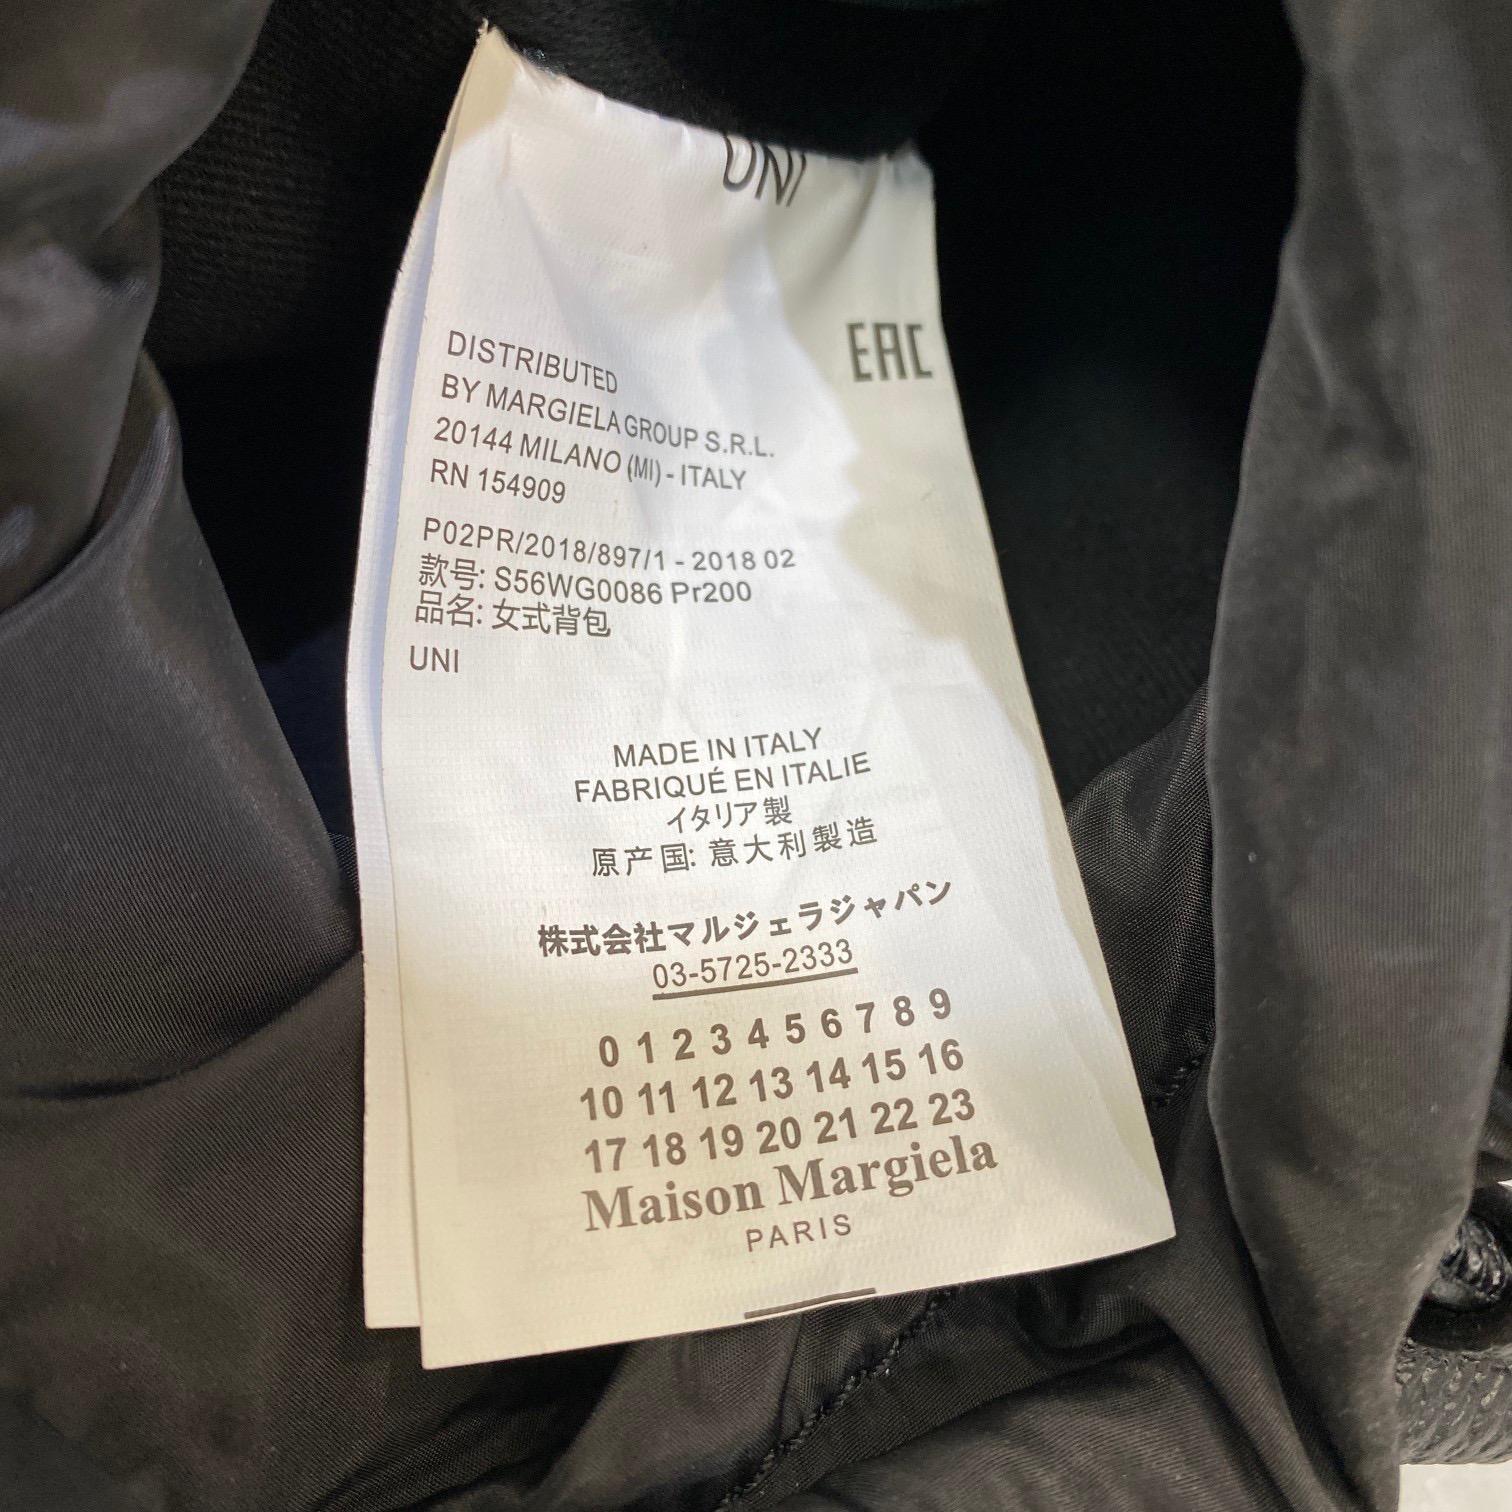 UNI
EAC
DISTRIBUTED
BY MARGIELA GROUP S.R.L.
20144 MILANO (MI) - ITALY
RN 154909
P02PR/2018/897/1 - 2018 02
款号: S56WG0086 Pr200
品名: 女式背包
UNI
MADE IN ITALY
FABRIQUÉ EN ITALIE
イタリア製
原产国: 意大利製造
株式会社マルジェラジャパン
03-5725-2333
0 1 2 3 4 5 6 7 8 9
10 11 12 13 14 15 16
17 18 19 20 21 22 23
Maison Margiela
PARIS